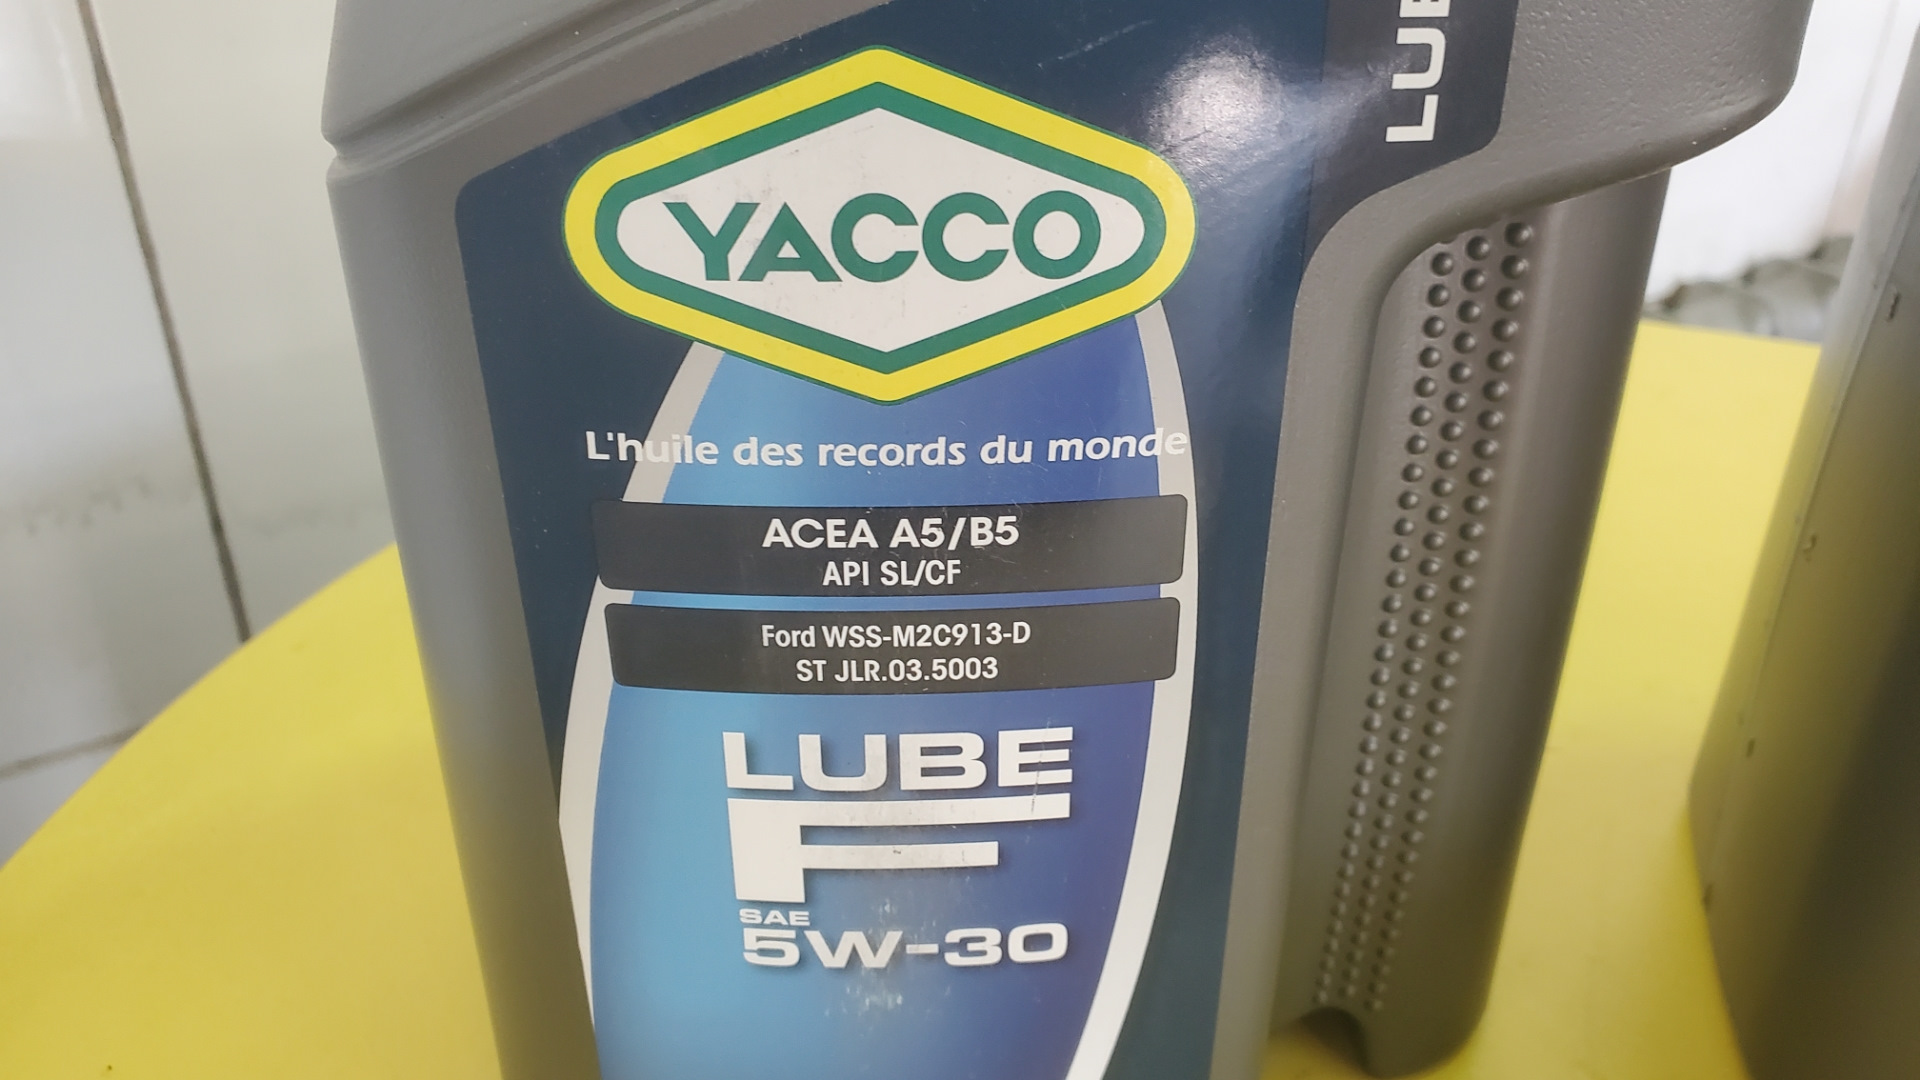 YACCO
L'huile des records du monde
ACEA A5/B5
API SL/CF
Ford WSS-M2C913-D
ST JLR.03.5003
LUBE
F
SAE
5W-30